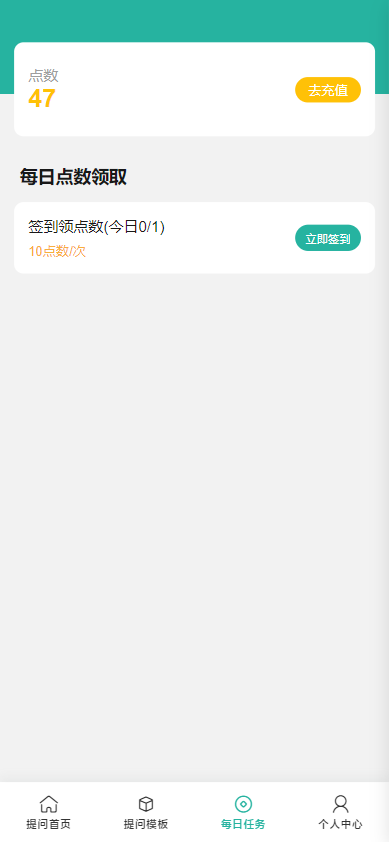 点数
47
去充值
每日点数领取
签到领点数(今日0/1)
10点数/次
立即签到
提问首页
提问模板
每日任务
个人中心